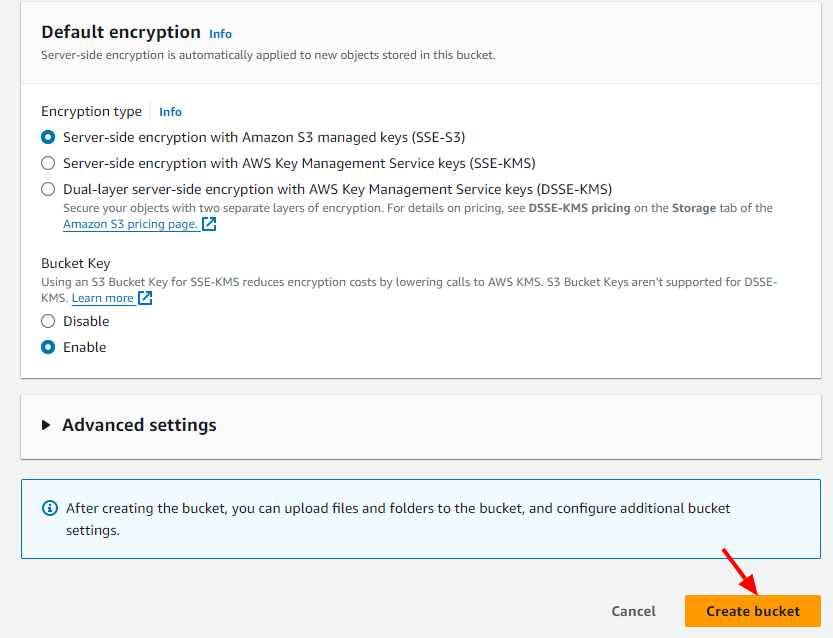 Default encryption Info
Server-side encryption is automatically applied to new objects stored in this bucket.
Encryption type Info
Server-side encryption with Amazon S3 managed keys (SSE-S3)
Server-side encryption with AWS Key Management Service keys (SSE-KMS)
Dual-layer server-side encryption with AWS Key Management Service keys (DSSE-KMS)
Secure your objects with two separate layers of encryption. For details on pricing, see DSSE-KMS pricing on the Storage tab of the
Amazon S3 pricing page.
Bucket Key
Using an S3 Bucket Key for SSE-KMS reduces encryption costs by lowering calls to AWS KMS. S3 Bucket Keys aren't supported for DSSE-
KMS. Learn more
Disable
Enable
Advanced settings
After creating the bucket, you can upload files and folders to the bucket, and configure additional bucket
settings.
Cancel Create bucket